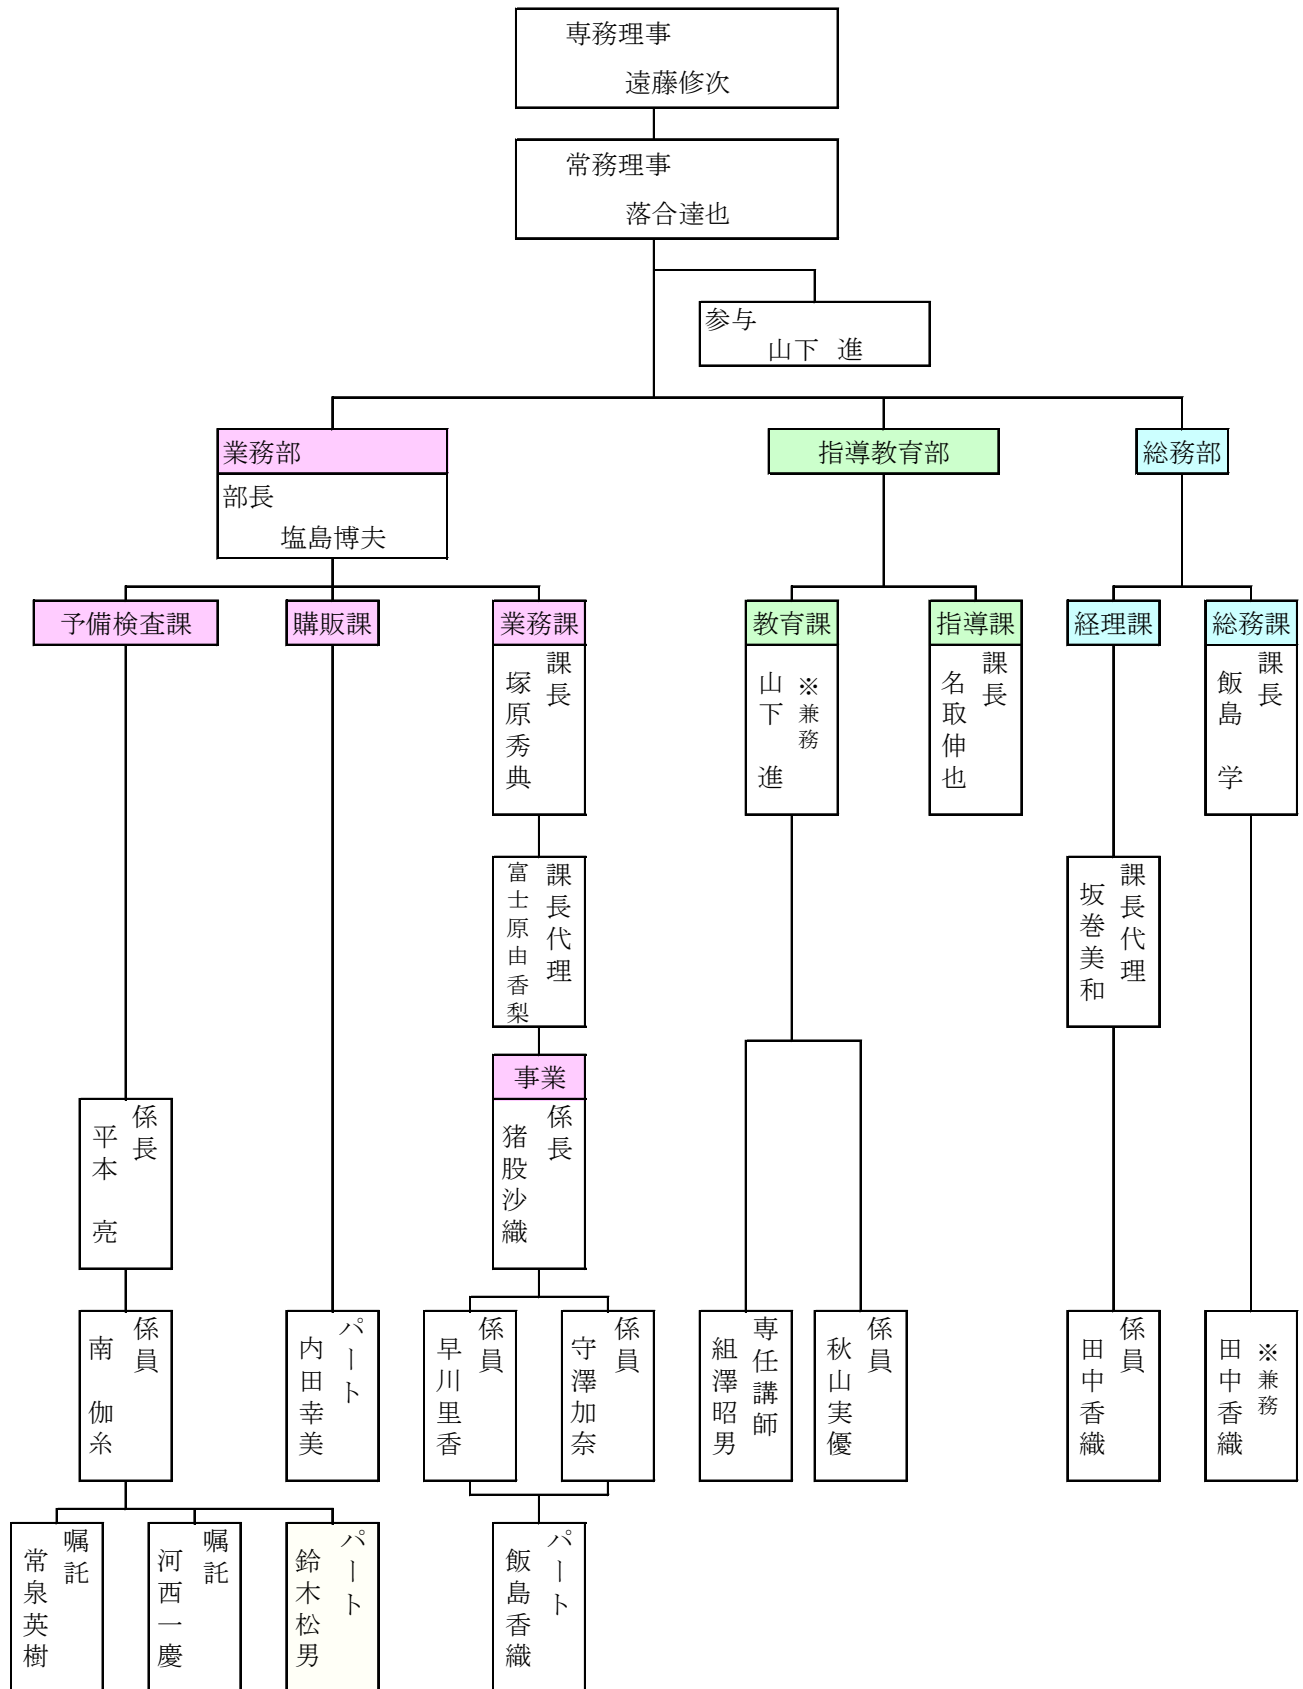 専務理事
遠藤修次
常務理事
落合達也
参与
山下　進
業務部
部長
塩島博夫
指導教育部
総務部
予備検査課
購販課
業務課
課長
塚原秀典
教育課
※兼務
山下　進
指導課
課長
名取伸也
経理課
総務課
課長
飯島　学
課長代理
富士原由香梨
課長代理
坂巻美和
事業
係長
猪股沙織
係長
平本　亮
係員
南　伽糸
パート
内田幸美
係員
早川里香
係員
守澤加奈
専任講師
組澤昭男
係員
秋山実優
係員
田中香織
※兼務
田中香織
嘱託
常泉英樹
嘱託
河西一慶
パート
鈴木松男
パート
飯島香織